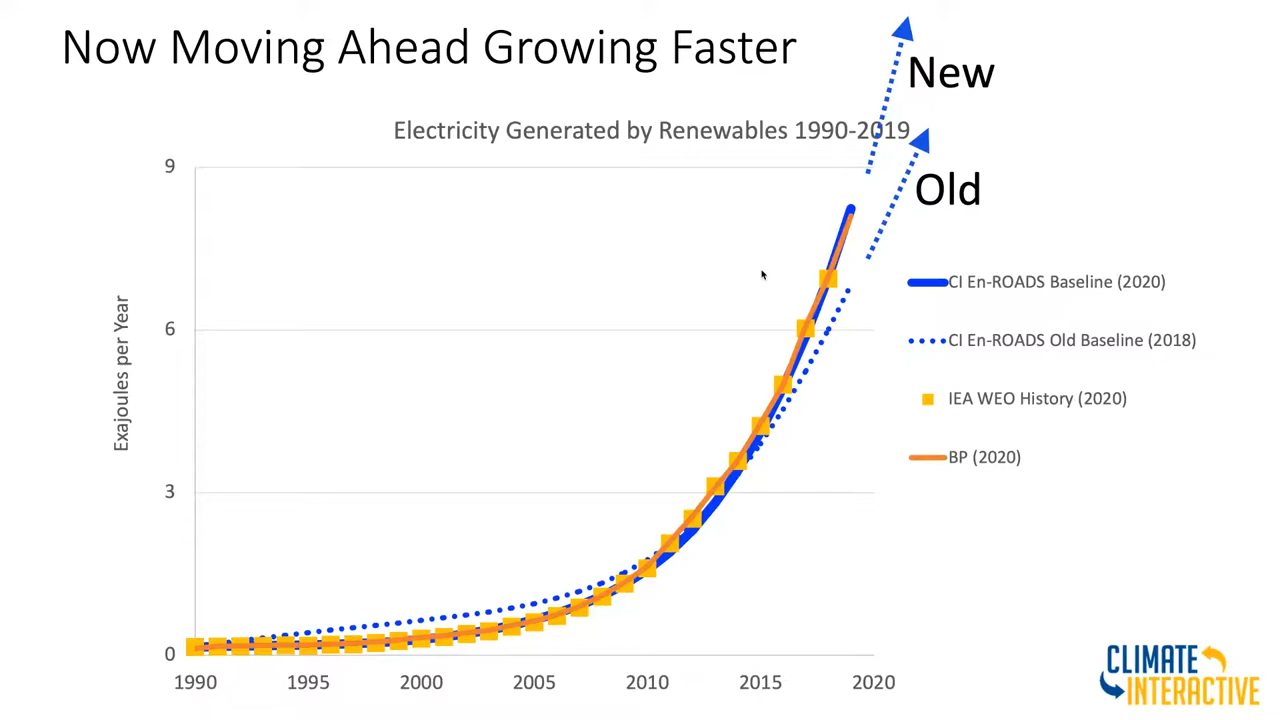 Now Moving Ahead Growing Faster
New
Electricity Generated by Renewables 1990-2019
Old
Exajoules per Year
9
6
3
0
1990 1995 2000 2005 2010 2015 2020
CI En-ROADS Baseline (2020)
CI En-ROADS Old Baseline (2018)
IEA WEO History (2020)
BP (2020)
CLIMATE
INTERACTIVE